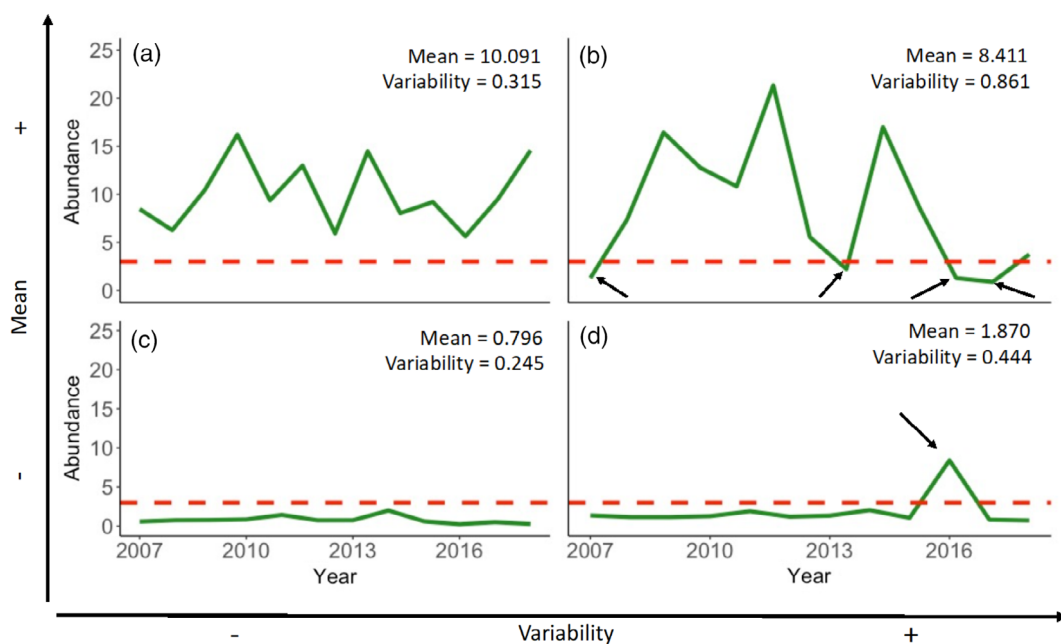 (a)
Mean = 10.091
Variability = 0.315
(b)
Mean = 8.411
Variability = 0.861
25
20
15
10
5
0
Abundance
(c)
Mean = 0.796
Variability = 0.245
(d)
Mean = 1.870
Variability = 0.444
25
20
15
10
5
0
Abundance
2007 2010 2013 2016
Year
2007 2010 2013 2016
Year
+
Mean
-
- Variability +